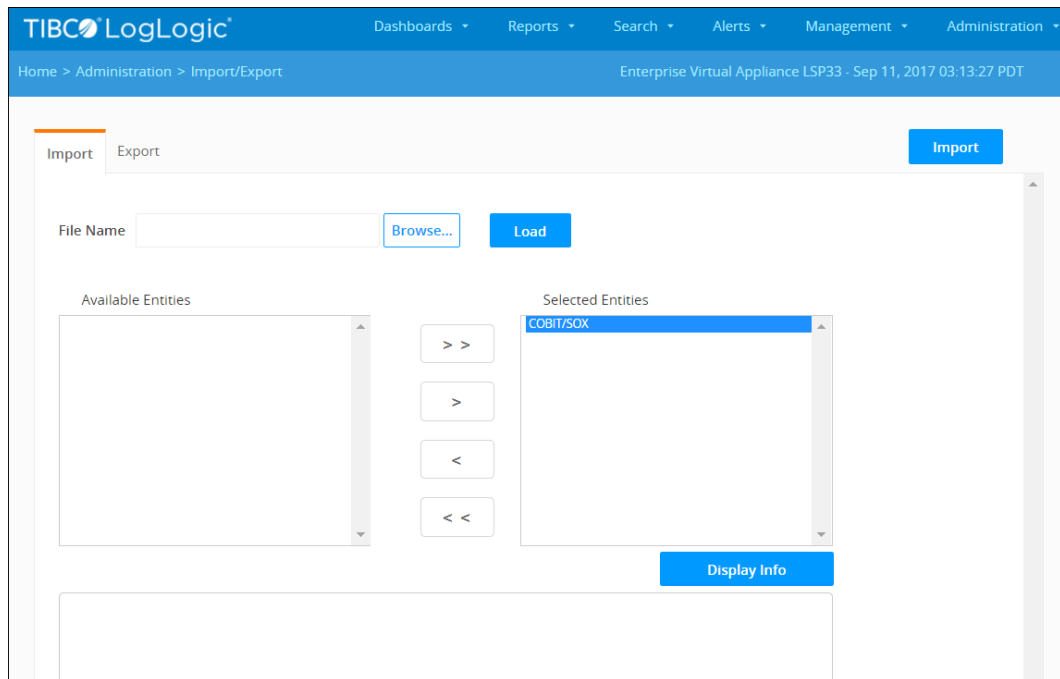 TIBCO LogLogic® Dashboards Reports Search Alerts Management Administration
Home > Administration > Import/Export Enterprise Virtual Appliance LSP33 - Sep 11, 2017 03:13:27 PDT
Import Export Import
File Name Browse... Load
Available Entities Selected Entities
COBIT/SOX
> >
>
<
< <
Display Info